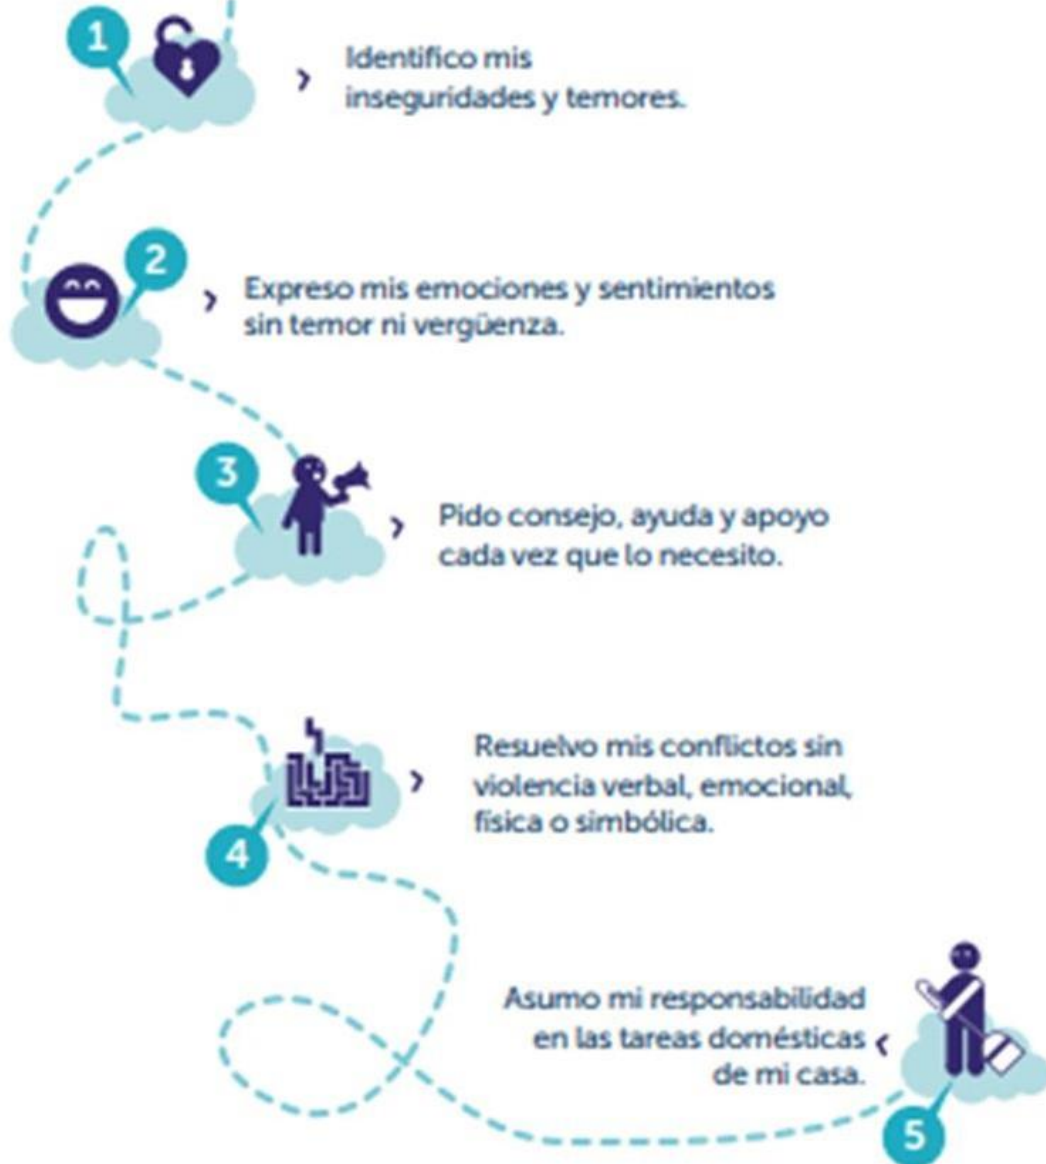 1
Identifico mis
inseguridades y temores.
2
Expreso mis emociones y sentimientos
sin temor ni vergüenza.
3
Pido consejo, ayuda y apoyo
cada vez que lo necesito.
Resuelvo mis conflictos sin
violencia verbal, emocional,
física o simbólica.
4
Asumo mi responsabilidad
en las tareas domésticas
de mi casa.
5